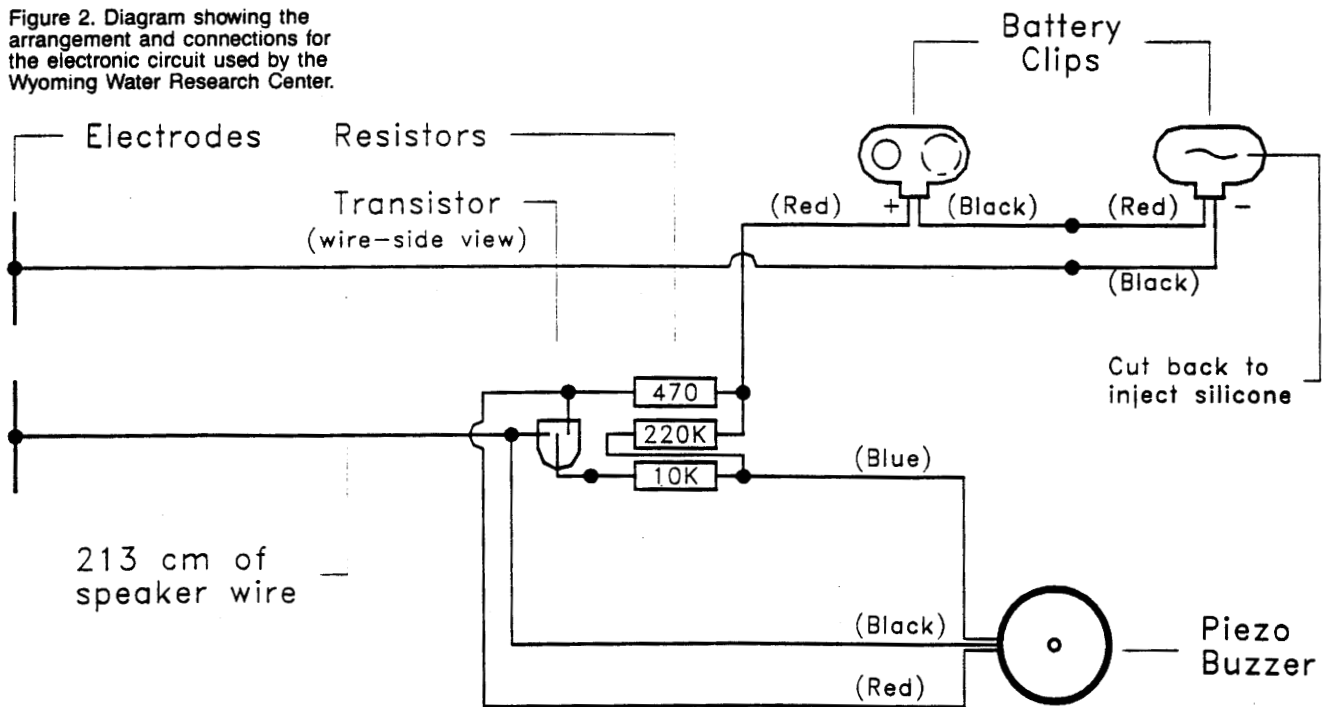 Figure 2. Diagram showing the
arrangement and connections for
the electronic circuit used by the
Wyoming Water Research Center.
Battery
Clips
Electrodes
Resistors
Transistor
(wire-side view)
(Red)
+
(Black)
(Red)
-
(Black)
Cut back to
inject silicone
470
220K
10K
(Blue)
213 cm of
speaker wire
(Black)
Piezo
Buzzer
(Red)